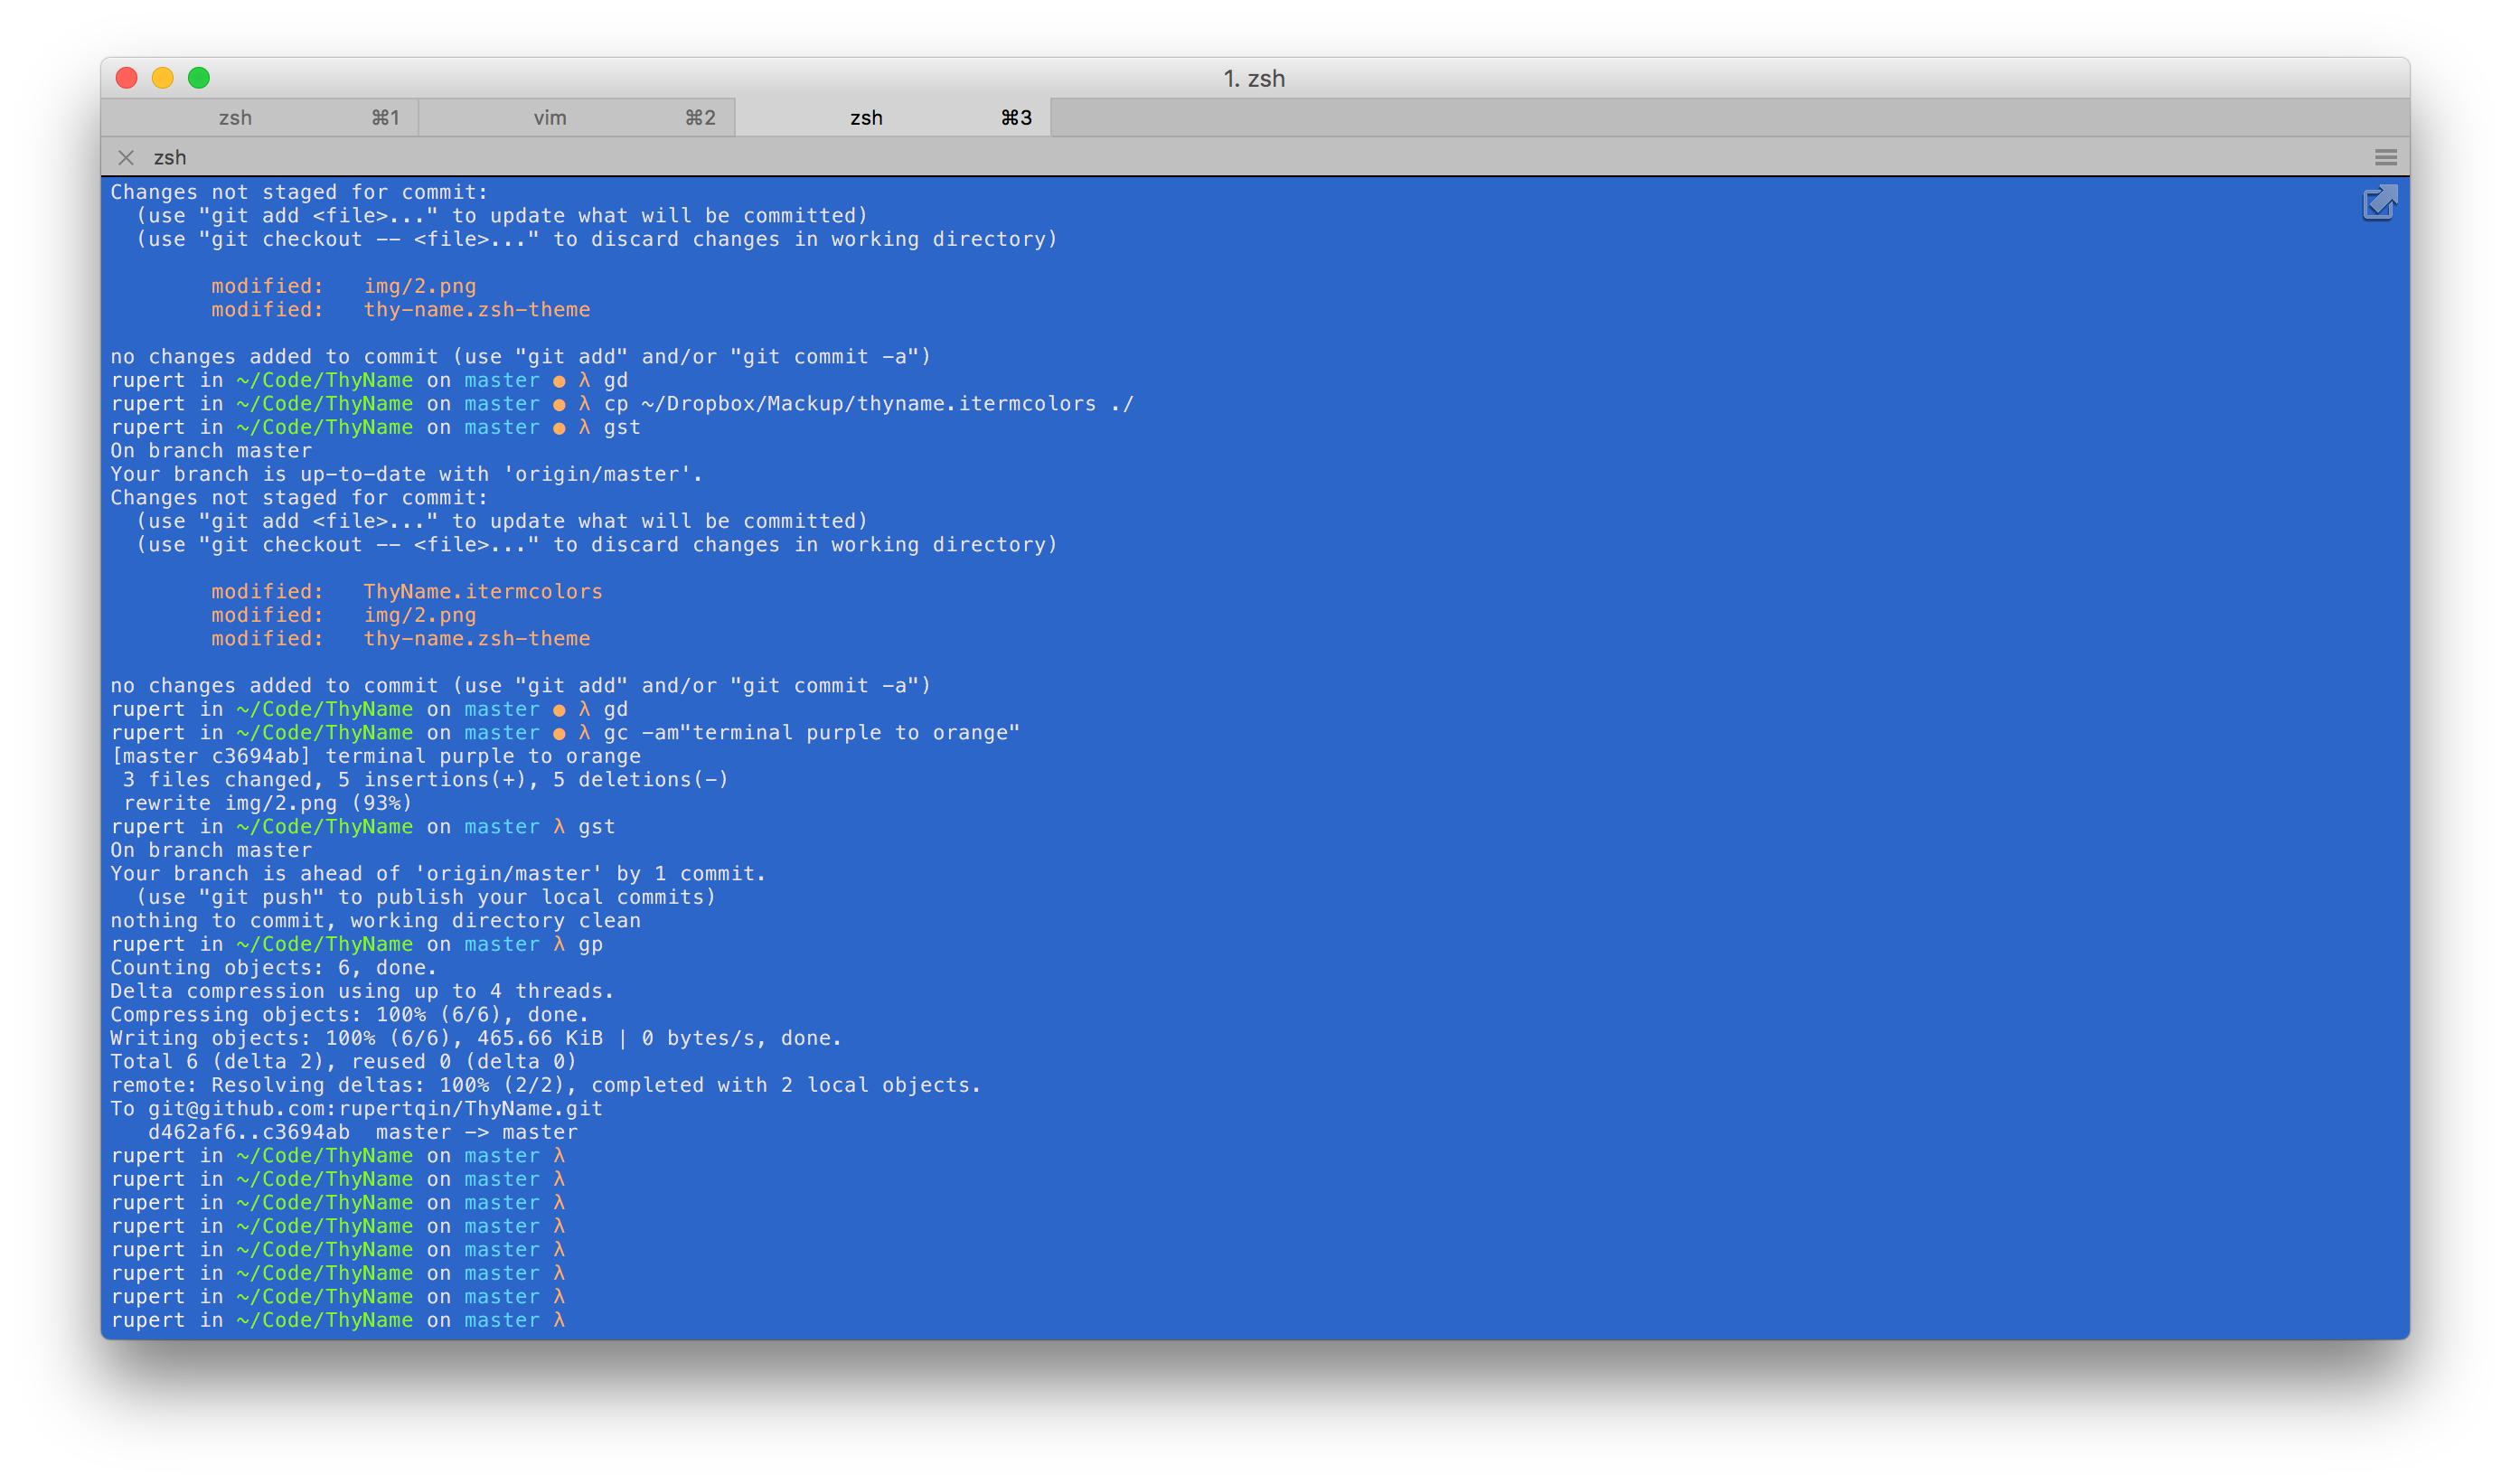 1. zsh
zsh ⌘1 vim ⌘2 zsh ⌘3
zsh
Changes not staged for commit:
  (use "git add <file>..." to update what will be committed)
  (use "git checkout -- <file>..." to discard changes in working directory)
        modified:   img/2.png
        modified:   thy-name.zsh-theme
no changes added to commit (use "git add" and/or "git commit -a")
rupert in ~/Code/ThyName on master ● λ gd
rupert in ~/Code/ThyName on master ● λ cp ~/Dropbox/Mackup/thyname.itermcolors ./
rupert in ~/Code/ThyName on master ● λ gst
On branch master
Your branch is up-to-date with 'origin/master'.
Changes not staged for commit:
  (use "git add <file>..." to update what will be committed)
  (use "git checkout -- <file>..." to discard changes in working directory)
        modified:   ThyName.itermcolors
        modified:   img/2.png
        modified:   thy-name.zsh-theme
no changes added to commit (use "git add" and/or "git commit -a")
rupert in ~/Code/ThyName on master ● λ gd
rupert in ~/Code/ThyName on master ● λ gc -am"terminal purple to orange"
[master c3694ab] terminal purple to orange
 3 files changed, 5 insertions(+), 5 deletions(-)
 rewrite img/2.png (93%)
rupert in ~/Code/ThyName on master λ gst
On branch master
Your branch is ahead of 'origin/master' by 1 commit.
  (use "git push" to publish your local commits)
nothing to commit, working directory clean
rupert in ~/Code/ThyName on master λ gp
Counting objects: 6, done.
Delta compression using up to 4 threads.
Compressing objects: 100% (6/6), done.
Writing objects: 100% (6/6), 465.66 KiB | 0 bytes/s, done.
Total 6 (delta 2), reused 0 (delta 0)
remote: Resolving deltas: 100% (2/2), completed with 2 local objects.
To git@github.com:rupertqin/ThyName.git
   d462af6..c3694ab  master -> master
rupert in ~/Code/ThyName on master λ
rupert in ~/Code/ThyName on master λ
rupert in ~/Code/ThyName on master λ
rupert in ~/Code/ThyName on master λ
rupert in ~/Code/ThyName on master λ
rupert in ~/Code/ThyName on master λ
rupert in ~/Code/ThyName on master λ
rupert in ~/Code/ThyName on master λ